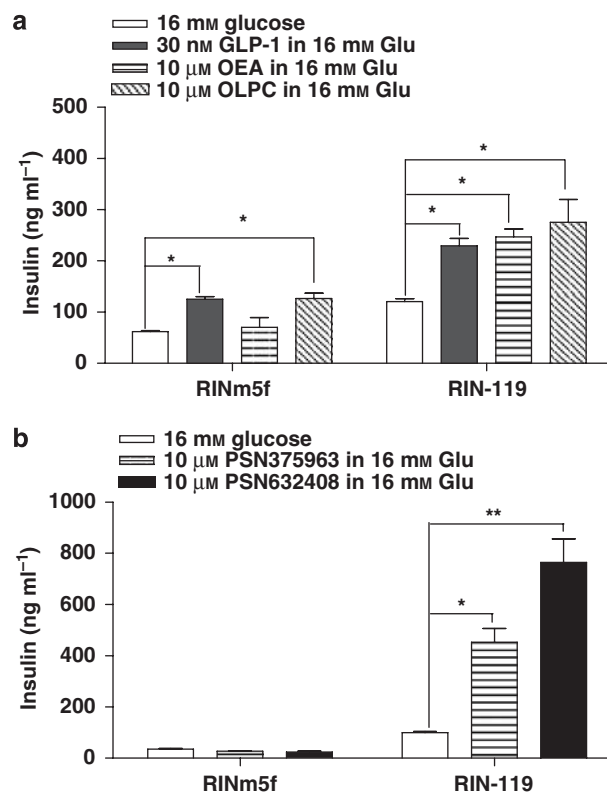 a
16 mM glucose
30 nM GLP-1 in 16 mM Glu
10 μM OEA in 16 mM Glu
10 μM OLPC in 16 mM Glu
Insulin (ng ml⁻¹)
500
400
300
200
100
0
*
*
*
*
*
RINm5f
RIN-119
b
16 mM glucose
10 μM PSN375963 in 16 mM Glu
10 μM PSN632408 in 16 mM Glu
Insulin (ng ml⁻¹)
1000
800
600
400
200
0
**
*
RINm5f
RIN-119